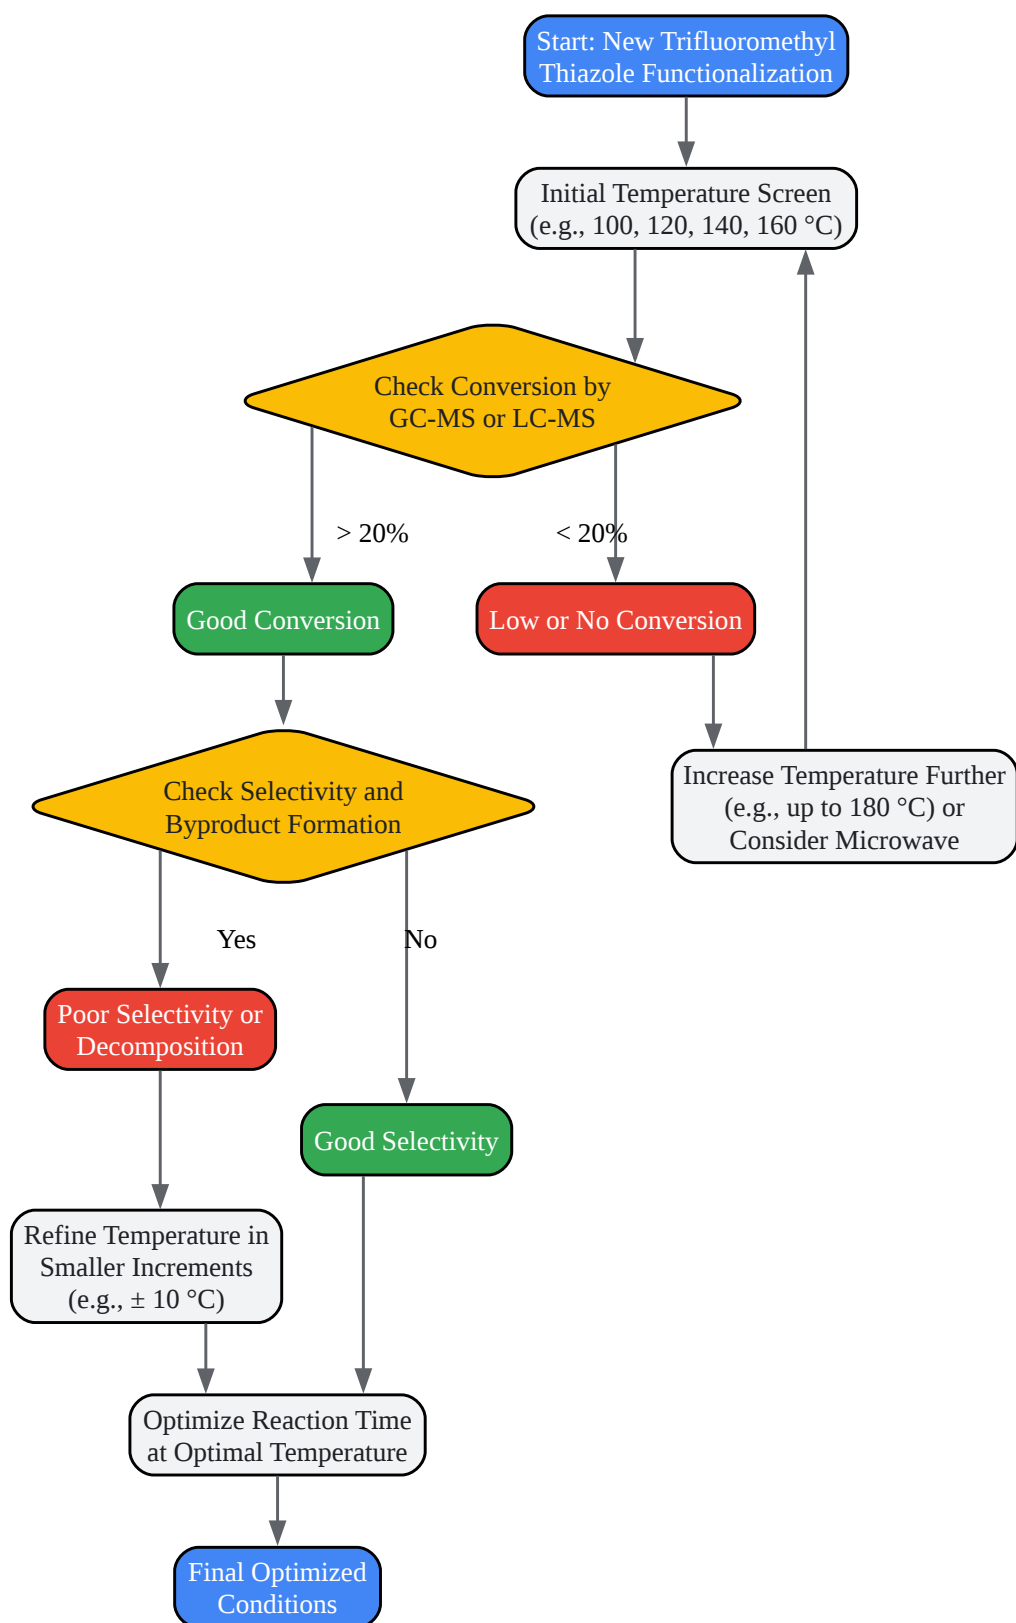 Start: New Trifluoromethyl
Thiazole Functionalization
Initial Temperature Screen
(e.g., 100, 120, 140, 160 °C)
Check Conversion by
GC-MS or LC-MS
> 20%
< 20%
Good Conversion
Low or No Conversion
Check Selectivity and
Byproduct Formation
Increase Temperature Further
(e.g., up to 180 °C) or
Consider Microwave
Yes
No
Poor Selectivity or
Decomposition
Good Selectivity
Refine Temperature in
Smaller Increments
(e.g., ± 10 °C)
Optimize Reaction Time
at Optimal Temperature
Final Optimized
Conditions